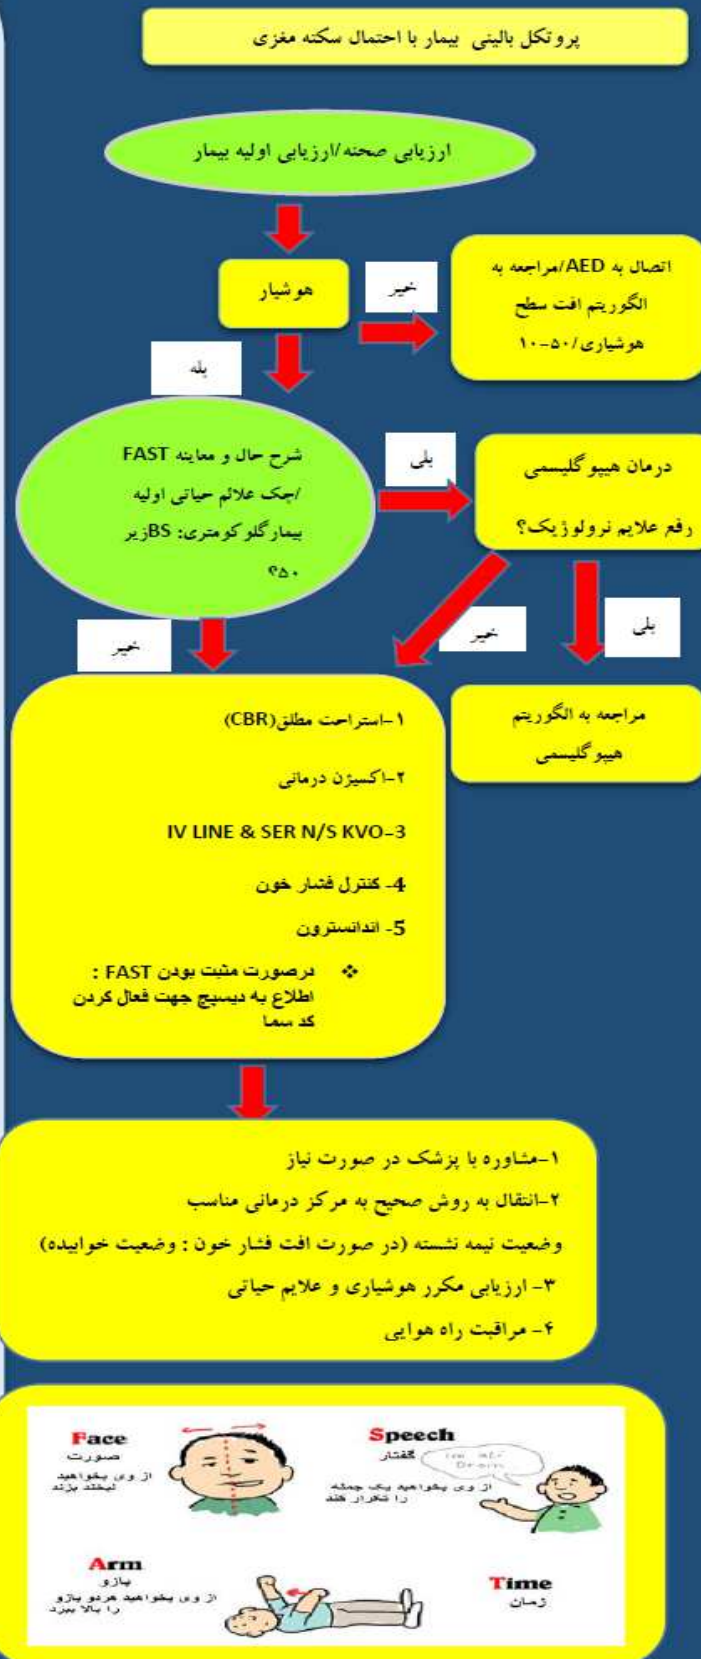 پروتکل بالینی بیمار با احتمال سکته مغزی
ارزیابی صحنه/ارزیابی اولیه بیمار
هوشیار
خیر
اتصال به AED/مراجعه به
الگوریتم افت سطح
هوشیاری/۵۰-۱۰
بله
شرح حال و معاینه FAST
/چک علائم حیاتی اولیه
بیمارگلوکومتری: BSزیر
۵۰؟
بلی
درمان هیپوگلیسمی
رفع علایم نرولوژیک؟
خیر
خیر
بلی
مراجعه به الگوریتم
هیپوگلیسمی
۱-استراحت مطلق(CBR)
۲-اکسیژن درمانی
IV LINE & SER N/S KVO-3
4- کنترل فشار خون
5- اندانسترون
❖ درصورت مثبت بودن FAST :
اطلاع به دیسپچ جهت فعال کردن
کد سما
۱-مشاوره با پزشک در صورت نیاز
۲-انتقال به روش صحیح به مرکز درمانی مناسب
وضعیت نیمه نشسته (در صورت افت فشار خون : وضعیت خوابیده)
۳- ارزیابی مکرر هوشیاری و علایم حیاتی
۴- مراقبت راه هوایی
Face
صورت
از وی بخواهید
لبخند بزند
Speech
گفتار
از وی بخواهید یک جمله
را تکرار کند
Arm
بازو
از وی بخواهید هردو بازو
را بالا ببرد
Time
زمان